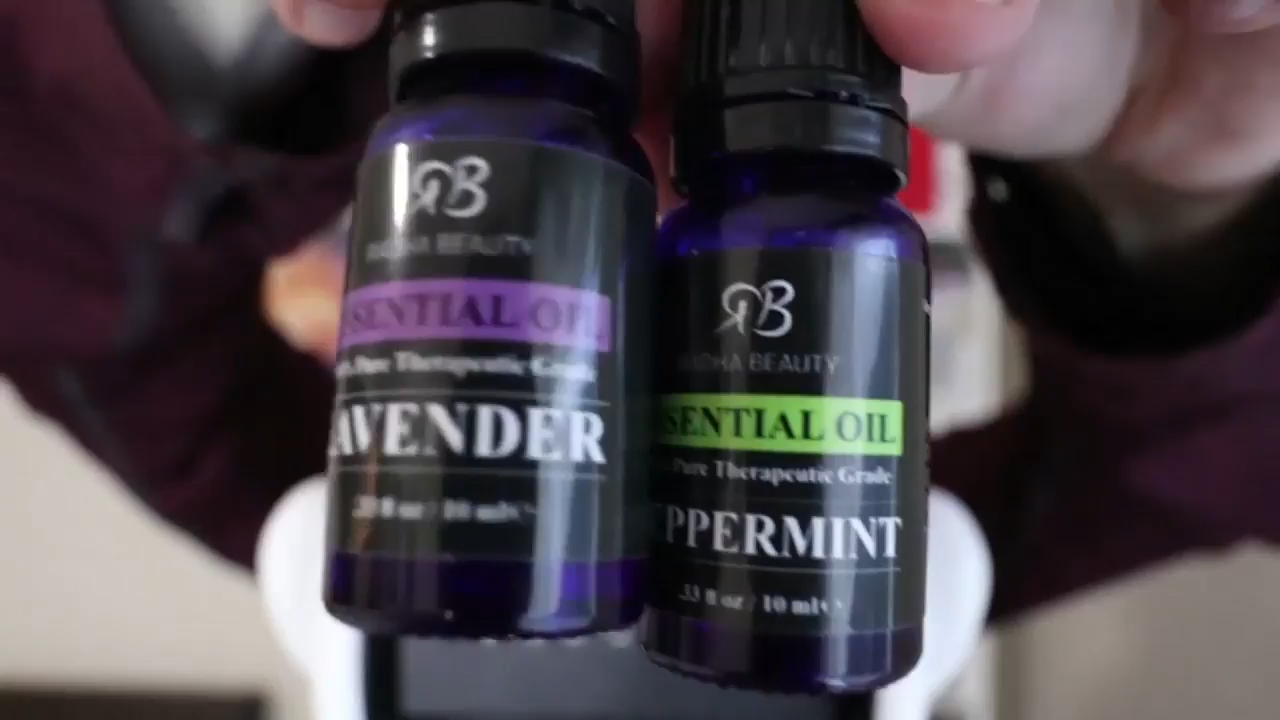 RB
BEAUTY
SENTIAL OIL
Pure Therapeutic Grade
AVENDER
RB
RADHA BEAUTY
SENTIAL OIL
Pure Therapeutic Grade
PPERMINT
.33 fl oz / 10 ml